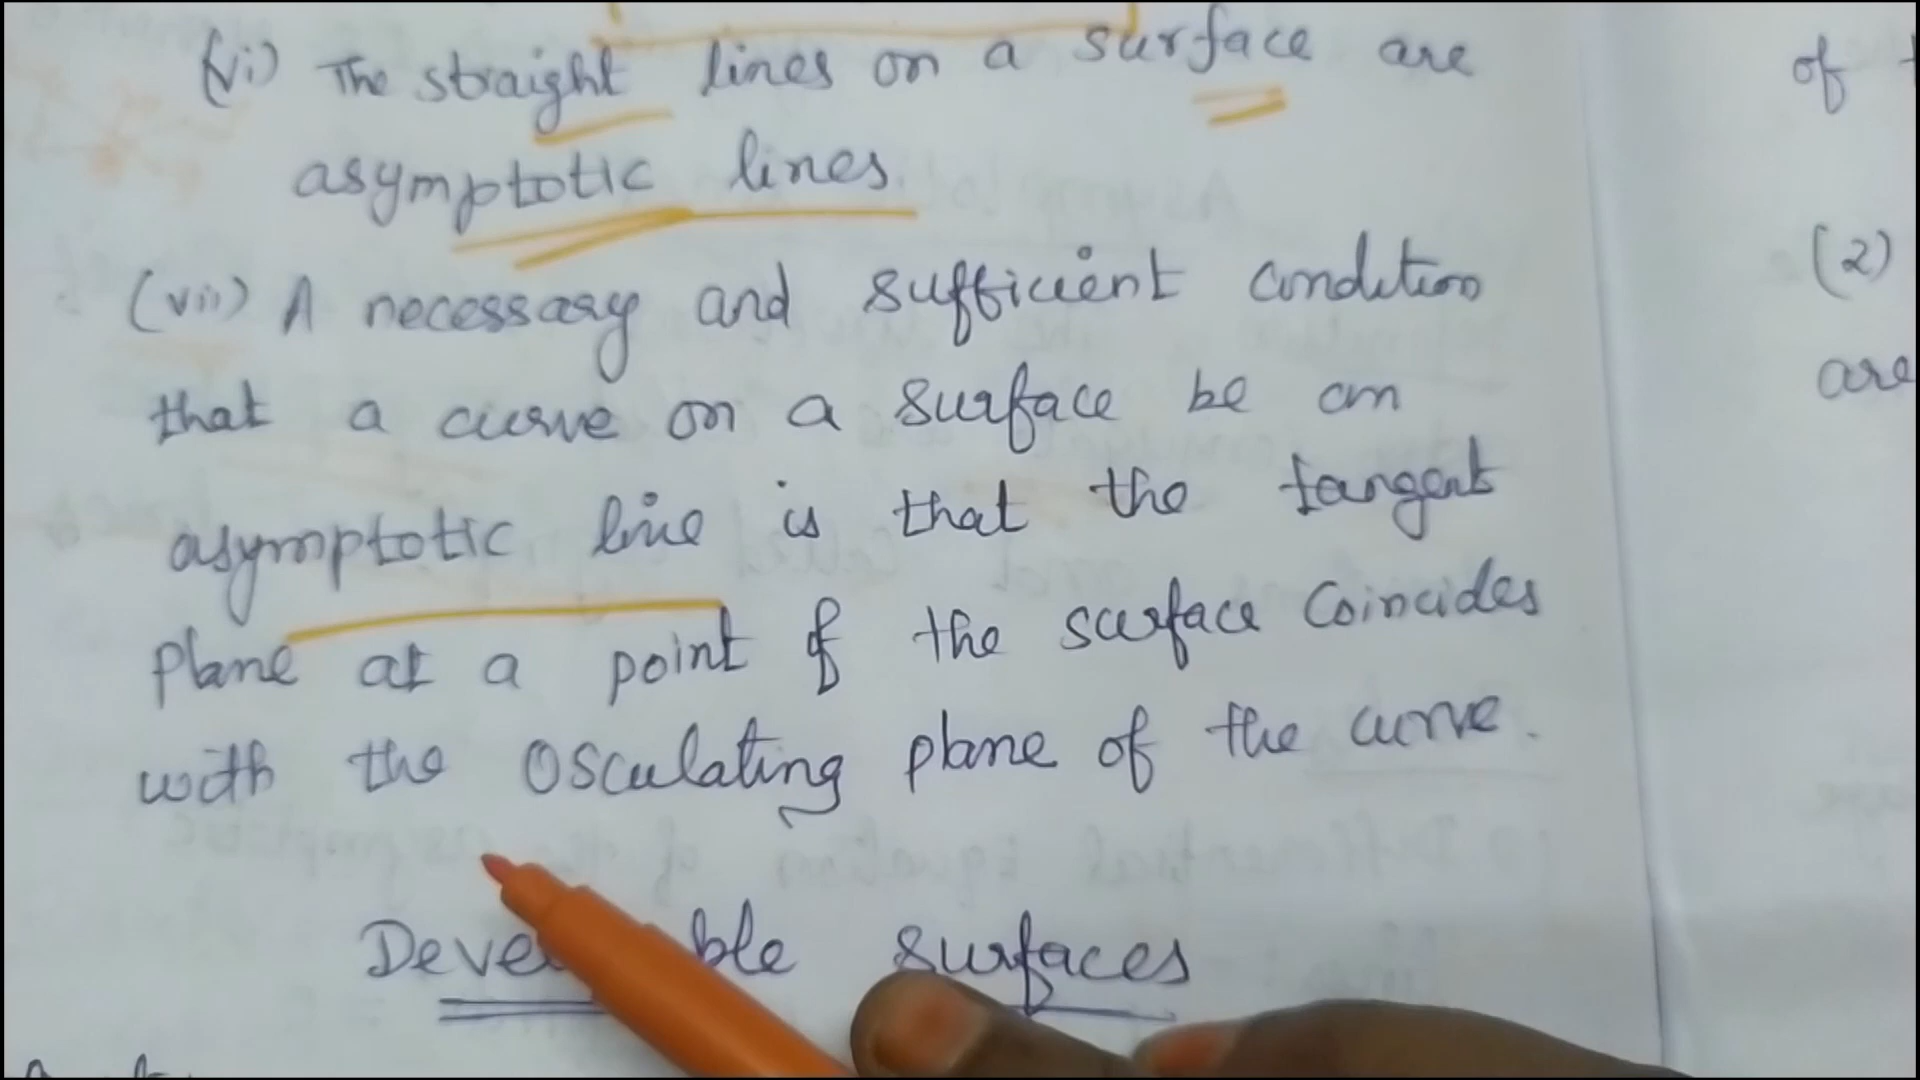 (vi) The straight lines on a surface are
asymptotic lines.
(vii) A necessary and sufficient condition
that a curve on a surface be an
asymptotic line is that the tangent
plane at a point of the surface coincides
with the osculating plane of the curve.
Deve ble surfaces
of
(2)
are